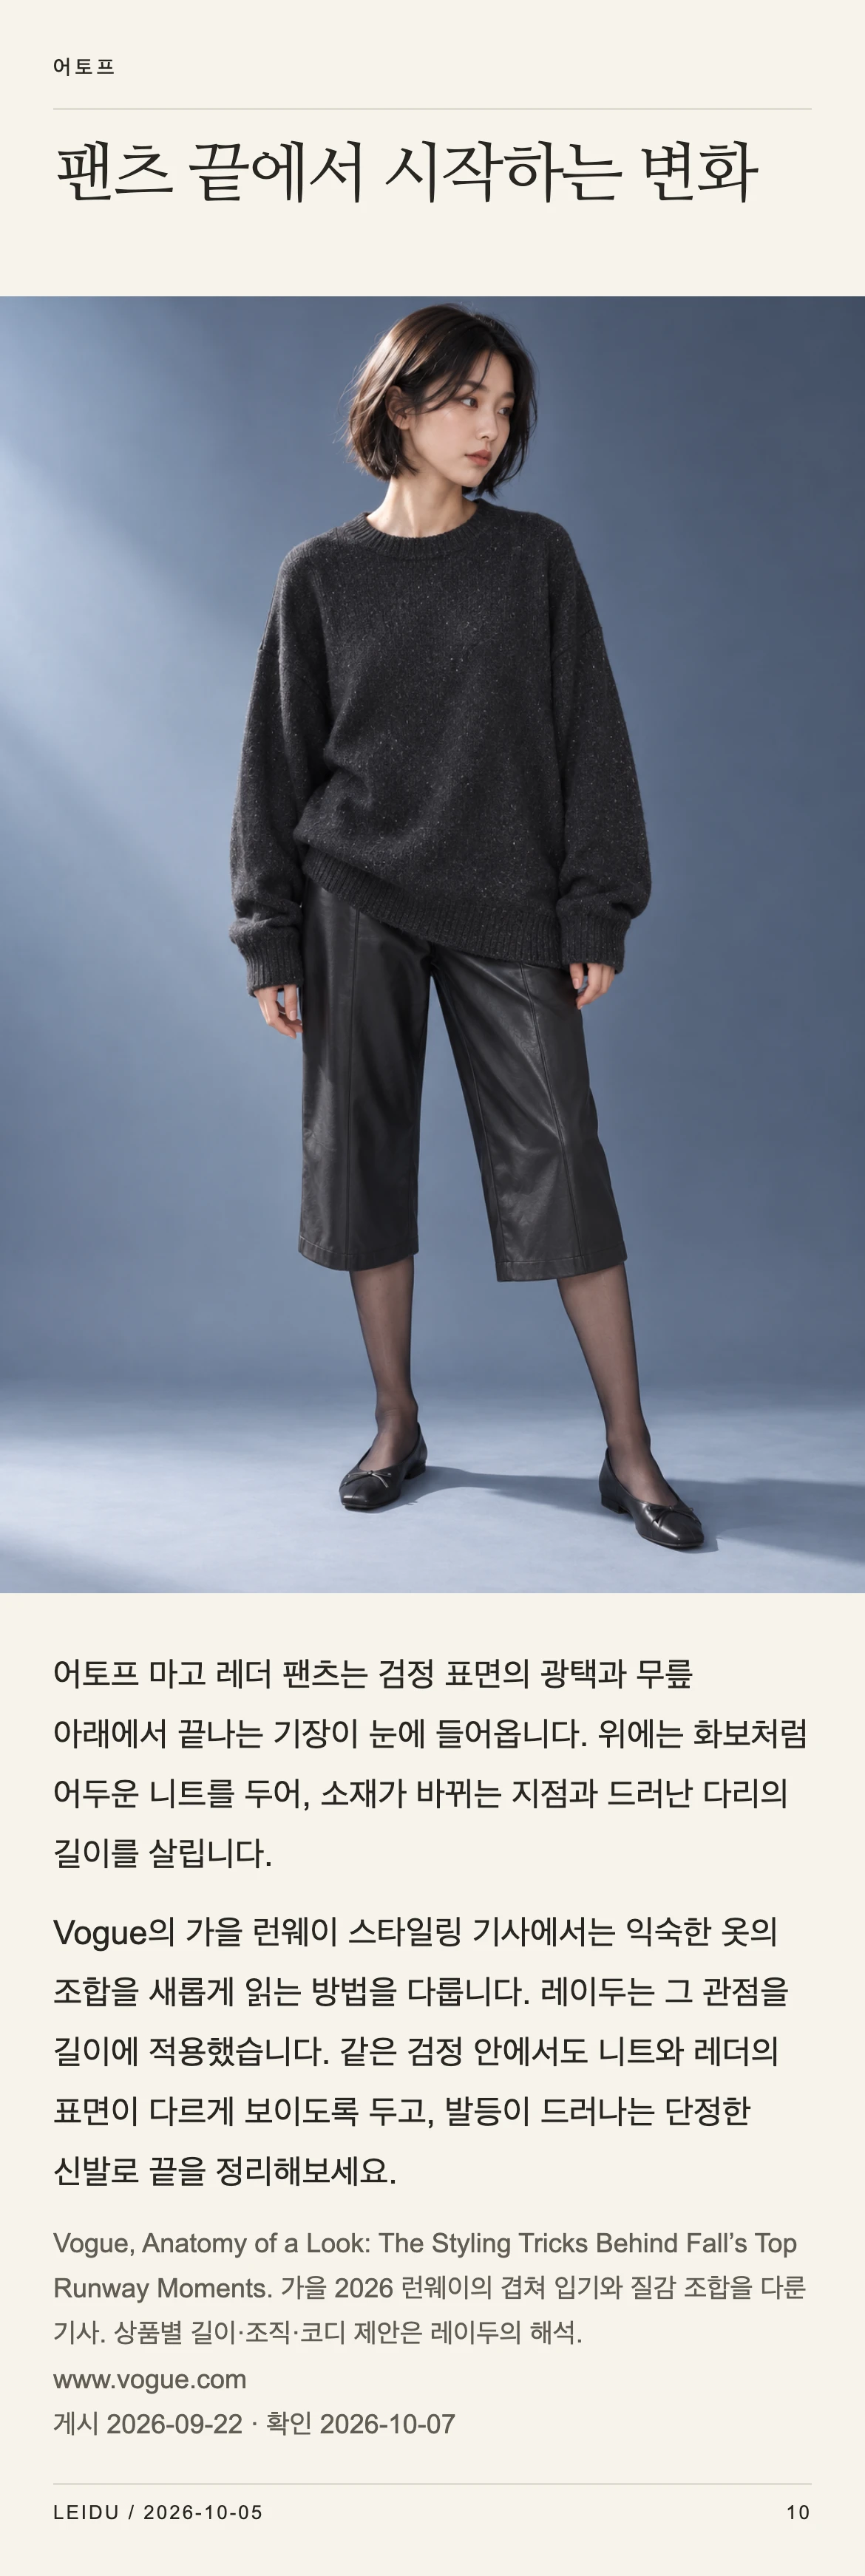 어토프
팬츠 끝에서 시작하는 변화
어토프 마고 레더 팬츠는 검정 표면의 광택과 무릎
아래에서 끝나는 기장이 눈에 들어옵니다. 위에는 화보처럼
어두운 니트를 두어, 소재가 바뀌는 지점과 드러난 다리의
길이를 살립니다.
Vogue의 가을 런웨이 스타일링 기사에서는 익숙한 옷의
조합을 새롭게 읽는 방법을 다룹니다. 레이두는 그 관점을
길이에 적용했습니다. 같은 검정 안에서도 니트와 레더의
표면이 다르게 보이도록 두고, 발등이 드러나는 단정한
신발로 끝을 정리해보세요.
Vogue, Anatomy of a Look: The Styling Tricks Behind Fall’s Top
Runway Moments. 가을 2026 런웨이의 겹쳐 입기와 질감 조합을 다룬
기사. 상품별 길이·조직·코디 제안은 레이두의 해석.
www.vogue.com
게시 2026-09-22 · 확인 2026-10-07
LEIDU / 2026-10-05
10